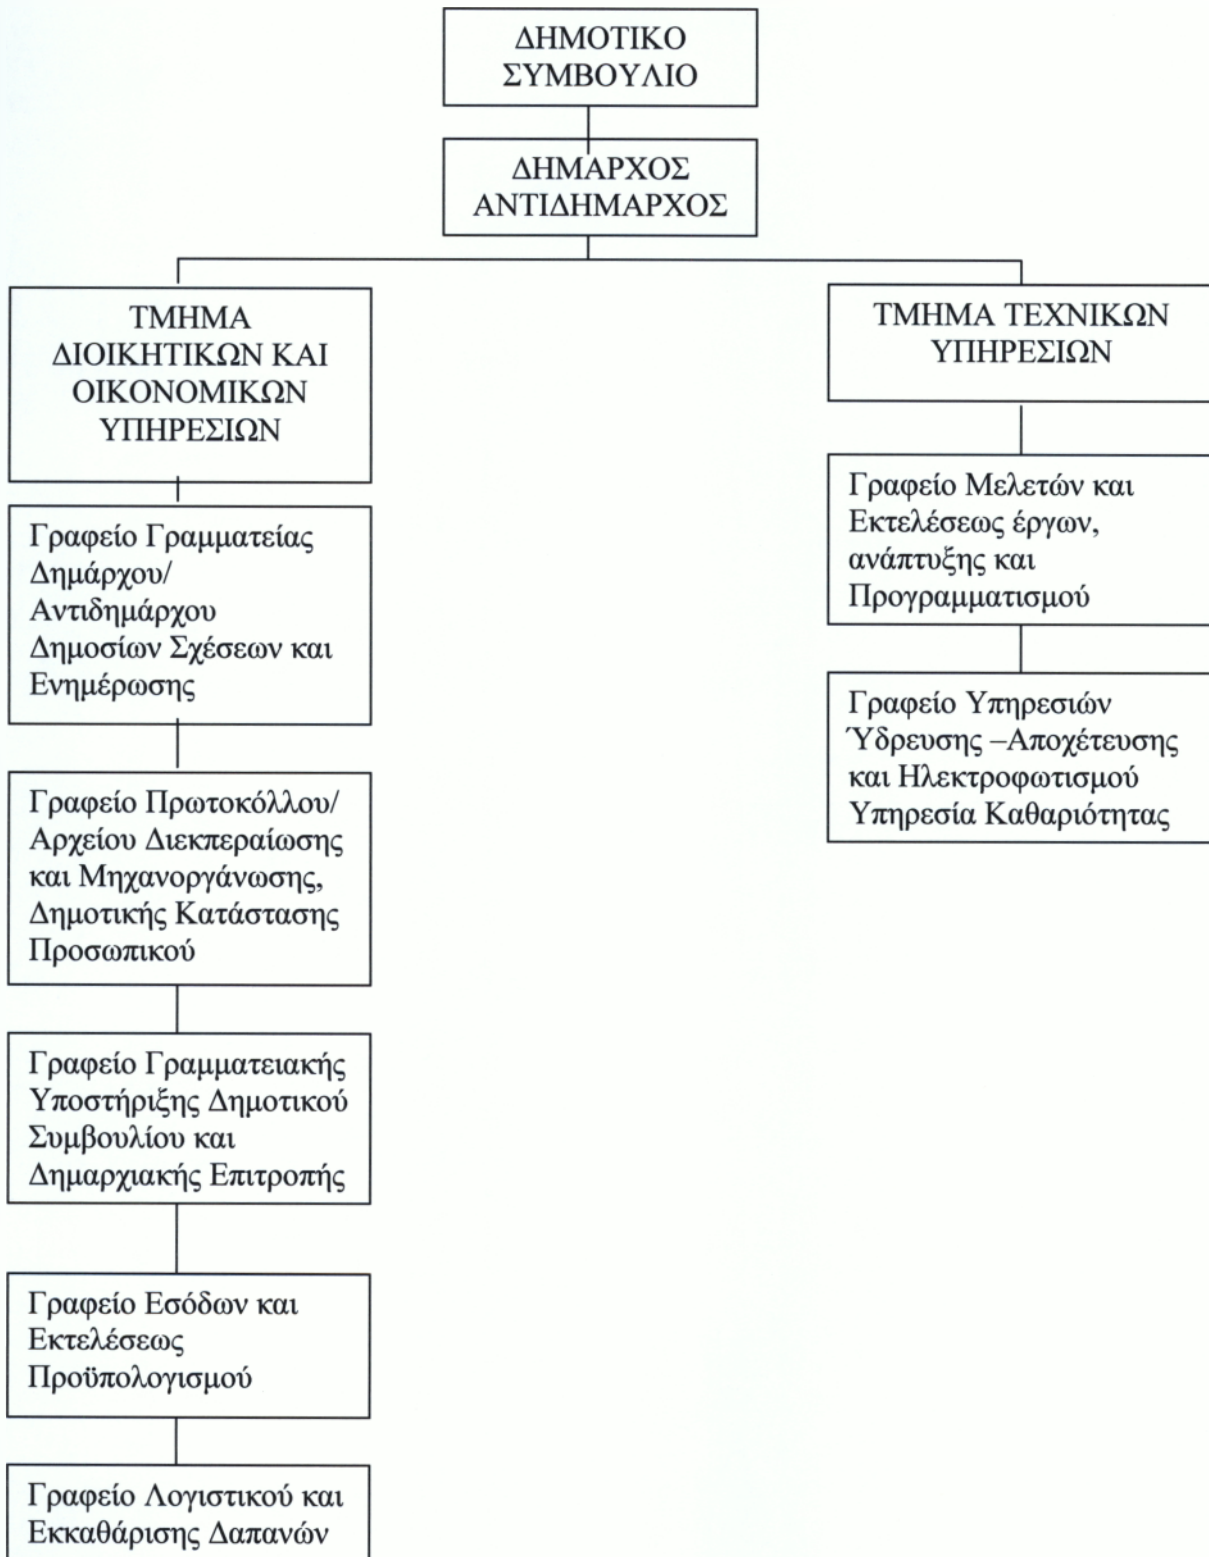 ΔΗΜΟΤΙΚΟ
ΣΥΜΒΟΥΛΙΟ
ΔΗΜΑΡΧΟΣ
ΑΝΤΙΔΗΜΑΡΧΟΣ
ΤΜΗΜΑ
ΔΙΟΙΚΗΤΙΚΩΝ ΚΑΙ
ΟΙΚΟΝΟΜΙΚΩΝ
ΥΠΗΡΕΣΙΩΝ
Γραφείο Γραμματείας
Δημάρχου/
Αντιδημάρχου
Δημοσίων Σχέσεων και
Ενημέρωσης
Γραφείο Πρωτοκόλλου/
Αρχείου Διεκπεραίωσης
και Μηχανοργάνωσης,
Δημοτικής Κατάστασης
Προσωπικού
Γραφείο Γραμματειακής
Υποστήριξης Δημοτικού
Συμβουλίου και
Δημαρχιακής Επιτροπής
Γραφείο Εσόδων και
Εκτελέσεως
Προϋπολογισμού
Γραφείο Λογιστικού και
Εκκαθάρισης Δαπανών
ΤΜΗΜΑ ΤΕΧΝΙΚΩΝ
ΥΠΗΡΕΣΙΩΝ
Γραφείο Μελετών και
Εκτελέσεως έργων,
ανάπτυξης και
Προγραμματισμού
Γραφείο Υπηρεσιών
Ύδρευσης –Αποχέτευσης
και Ηλεκτροφωτισμού
Υπηρεσία Καθαριότητας